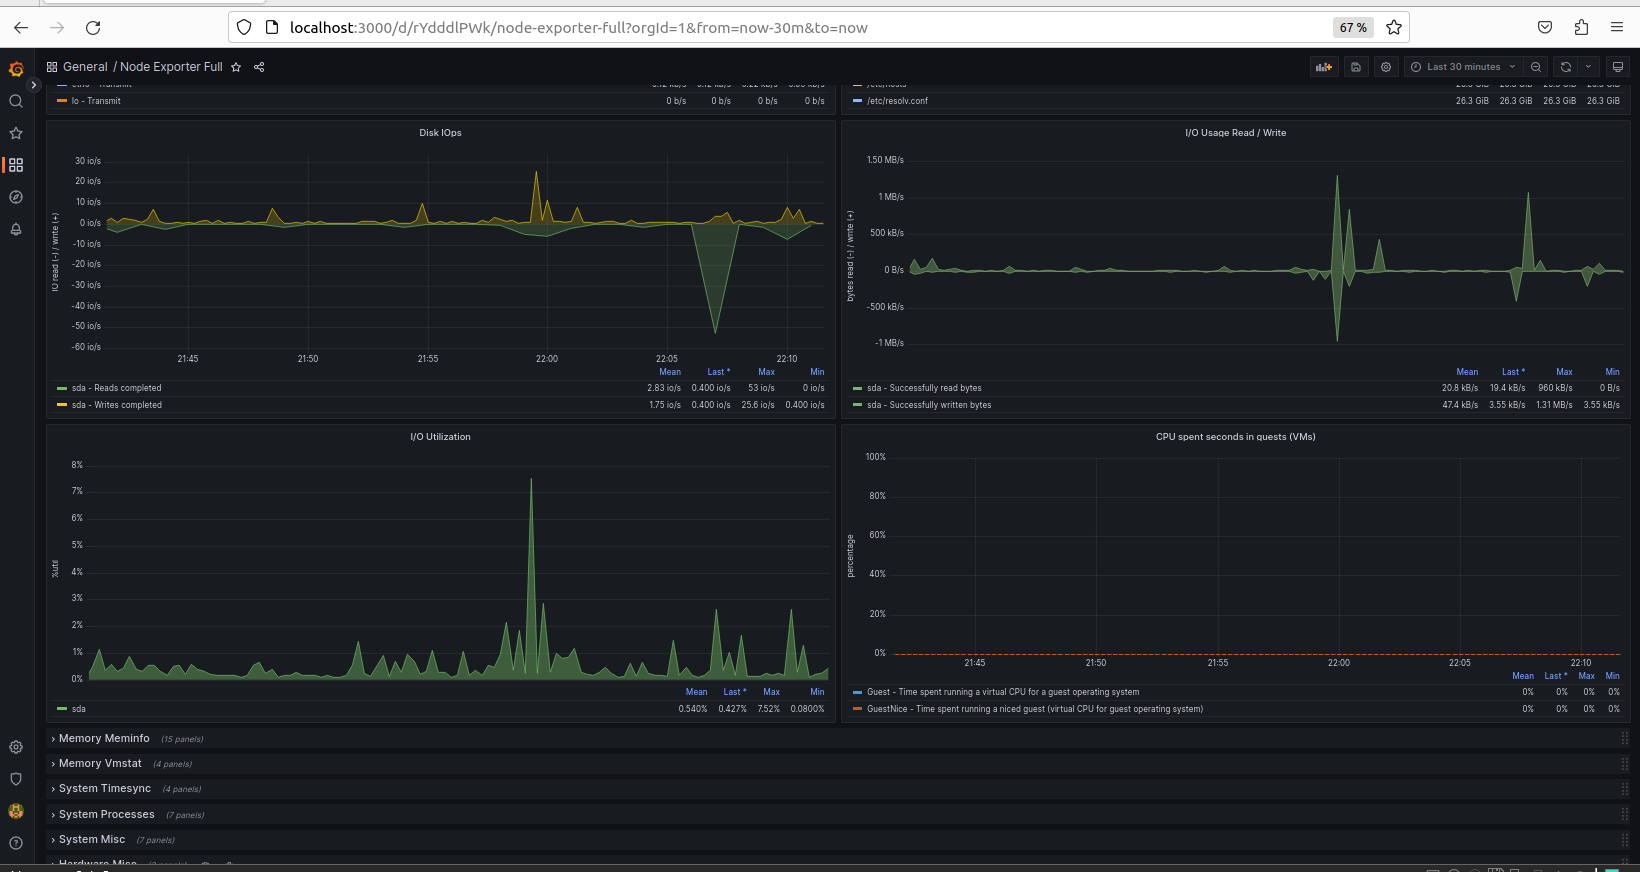 localhost:3000/d/rYdddlPWk/node-exporter-full?orgId=1&from=now-30m&to=now
67 %
General / Node Exporter Full
Last 30 minutes
lo - Transmit 0 b/s 0 b/s 0 b/s 0 b/s
/etc/resolv.conf 26.3 GiB 26.3 GiB 26.3 GiB 26.3 GiB
Disk IOps
IO read (-) / write (+)
30 io/s
20 io/s
10 io/s
0 io/s
-10 io/s
-20 io/s
-30 io/s
-40 io/s
-50 io/s
-60 io/s
21:45 21:50 21:55 22:00 22:05 22:10
Mean Last * Max Min
sda - Reads completed 2.83 io/s 0.400 io/s 53 io/s 0 io/s
sda - Writes completed 1.75 io/s 0.400 io/s 25.6 io/s 0.400 io/s
I/O Usage Read / Write
bytes read (-) / write (+)
1.50 MB/s
1 MB/s
500 kB/s
0 B/s
-500 kB/s
-1 MB/s
Mean Last * Max Min
sda - Successfully read bytes 20.8 kB/s 19.4 kB/s 960 kB/s 0 B/s
sda - Successfully written bytes 47.4 kB/s 3.55 kB/s 1.31 MB/s 3.55 kB/s
I/O Utilization
%util
8%
7%
6%
5%
4%
3%
2%
1%
0%
Mean Last * Max Min
sda 0.540% 0.427% 7.52% 0.0800%
CPU spent seconds in guests (VMs)
percentage
100%
80%
60%
40%
20%
0%
21:45 21:50 21:55 22:00 22:05 22:10
Mean Last * Max Min
Guest - Time spent running a virtual CPU for a guest operating system 0% 0% 0% 0%
GuestNice - Time spent running a niced guest (virtual CPU for guest operating system) 0% 0% 0% 0%
Memory Meminfo (15 panels)
Memory Vmstat (4 panels)
System Timesync (4 panels)
System Processes (7 panels)
System Misc (7 panels)
Hardware Misc